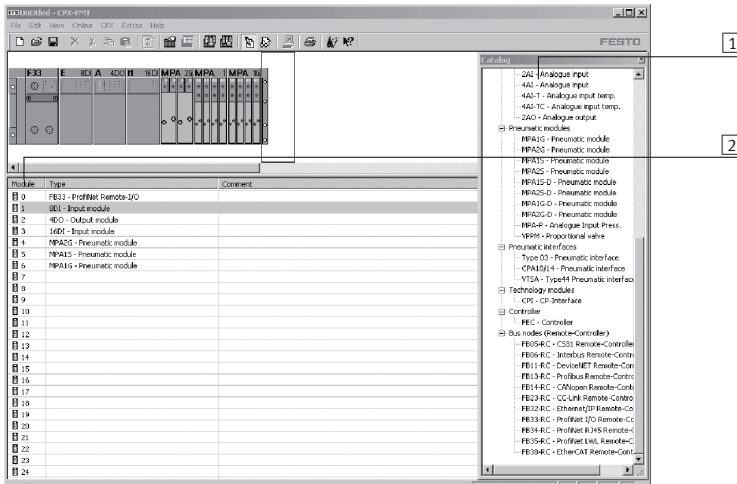 Untitled - CPX-FMT
File Edit View Online CPX Extras Help
FESTO
1
Catalog
F33 E 8DI A 4DO M 16DI MPA 2G MPA 1 MPA 1G
2AI - Analogue input
4AI - Analogue input
4AI-T - Analogue input temp.
4AI-TC - Analogue input temp.
2AO - Analogue output
Pneumatic modules
MPA1G - Pneumatic module
MPA2G - Pneumatic module
MPA1S - Pneumatic module
MPA2S - Pneumatic module
MPA1S-D - Pneumatic module
MPA2S-D - Pneumatic module
MPA1G-D - Pneumatic module
MPA2G-D - Pneumatic module
MPA-P - Analogue Input Press.
VPPM - Proportional valve
Pneumatic interfaces
Type 03 - Pneumatic interface
CPA10/14 - Pneumatic interface
VTSA - Type44 Pneumatic interfac
Technology modules
CPI - CP-Interface
Controller
FEC - Controller
Bus nodes (Remote-Controller)
FB05-RC - CS31 Remote-Controller
FB06-RC - Interbus Remote-Contr
FB11-RC - DeviceNET Remote-Con
FB13-RC - Profibus Remote-Contr
FB14-RC - CANopen Remote-Conti
FB23-RC - CC-Link Remote-Contro
FB32-RC - Ethernet/IP Remote-Co
FB33-RC - ProfiNet I/O Remote-Co
FB34-RC - ProfiNet RJ45 Remote-C
FB35-RC - ProfiNet LWL Remote-C
FB38-RC - EtherCAT Remote-Cont
2
Module Type Comment
0 FB33 - ProfiNet Remote-I/O
1 8DI - Input module
2 4DO - Output module
3 16DI - Input module
4 MPA2G - Pneumatic module
5 MPA1S - Pneumatic module
6 MPA1G - Pneumatic module
7
8
9
10
11
12
13
14
15
16
17
18
19
20
21
22
23
24